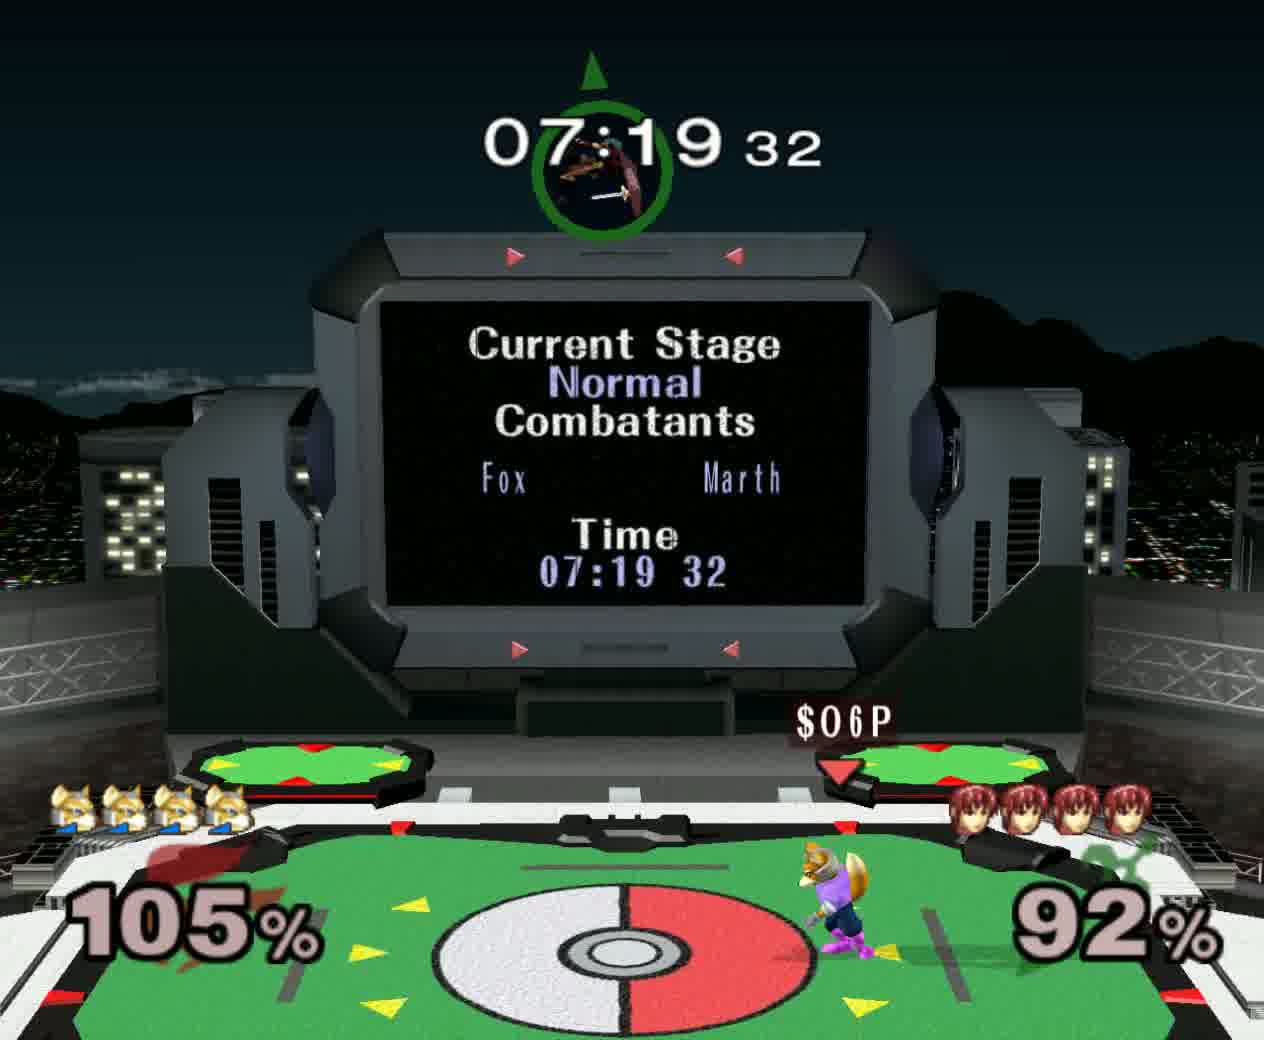 07:19 32
Current Stage
Normal
Combatants
Fox Marth
Time
07:19 32
$06P
105%
92%